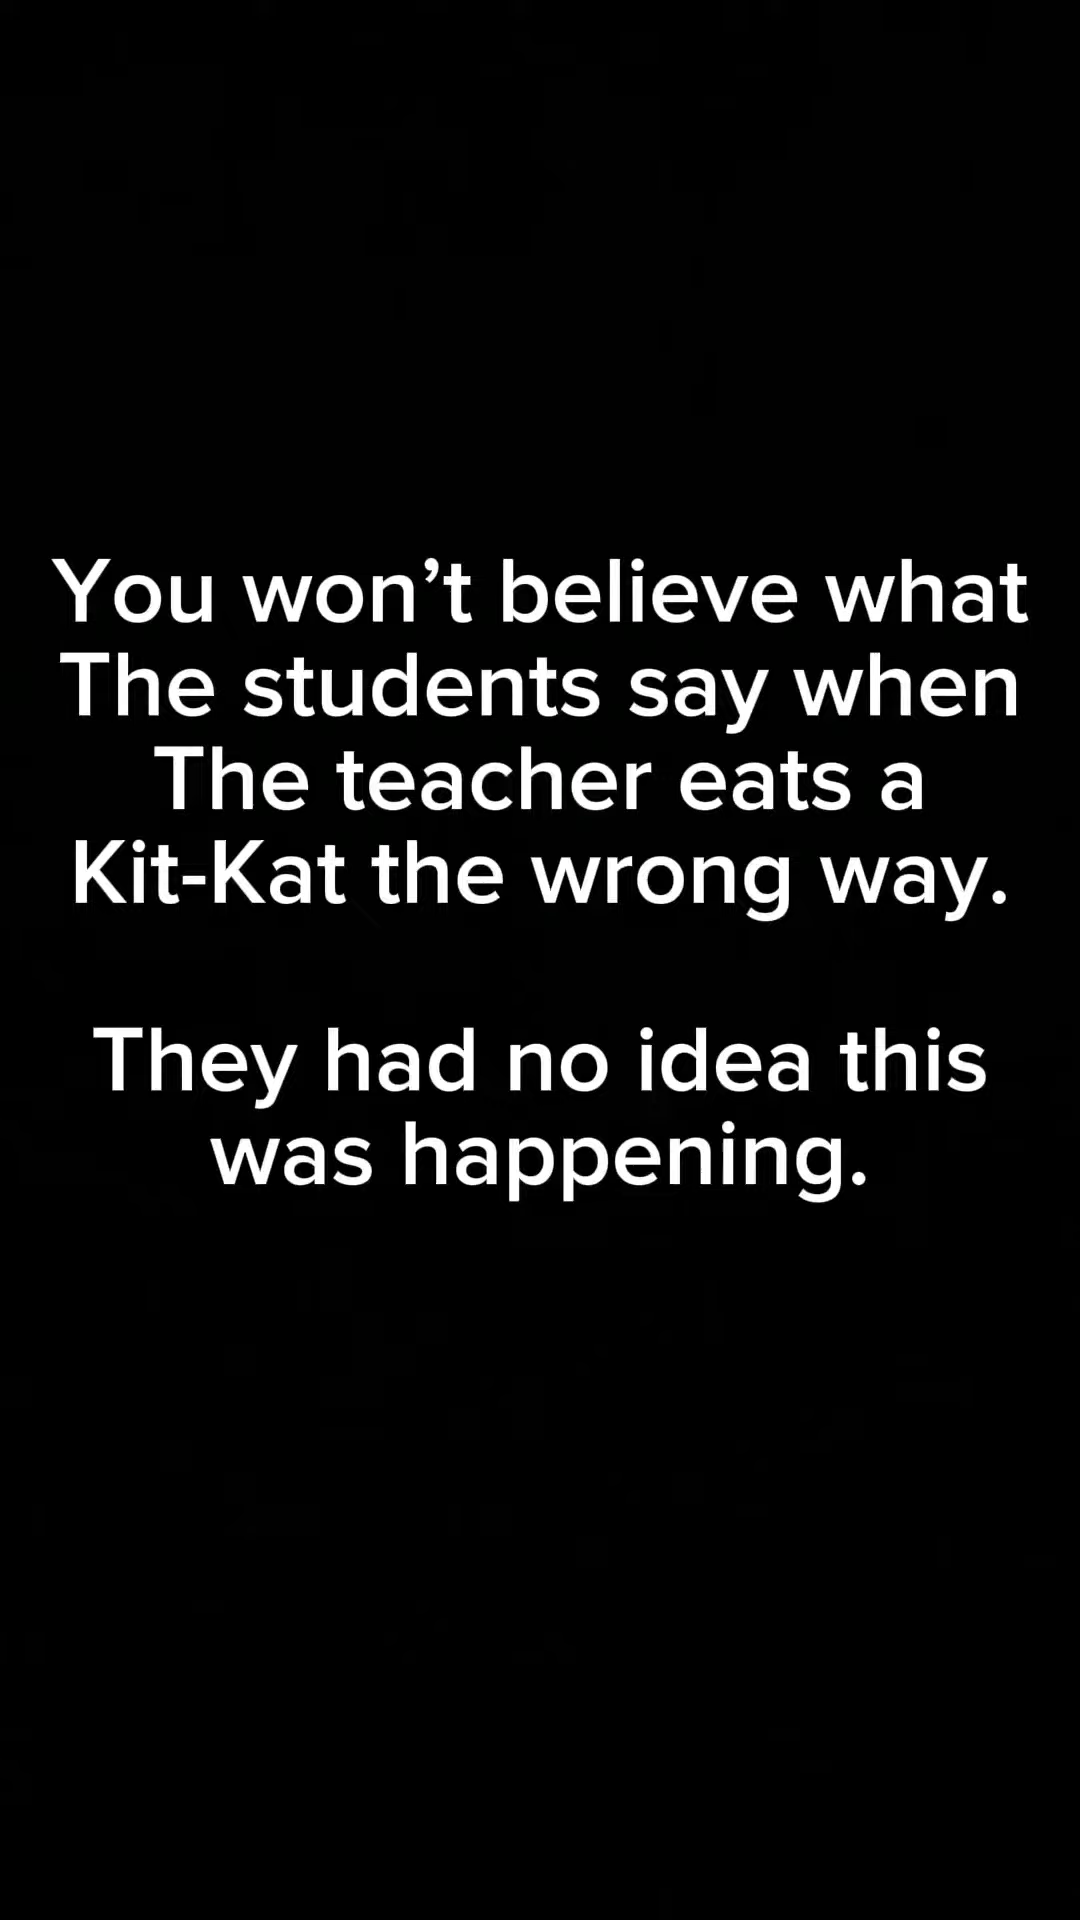 You won’t believe what
The students say when
The teacher eats a
Kit-Kat the wrong way.
They had no idea this
was happening.